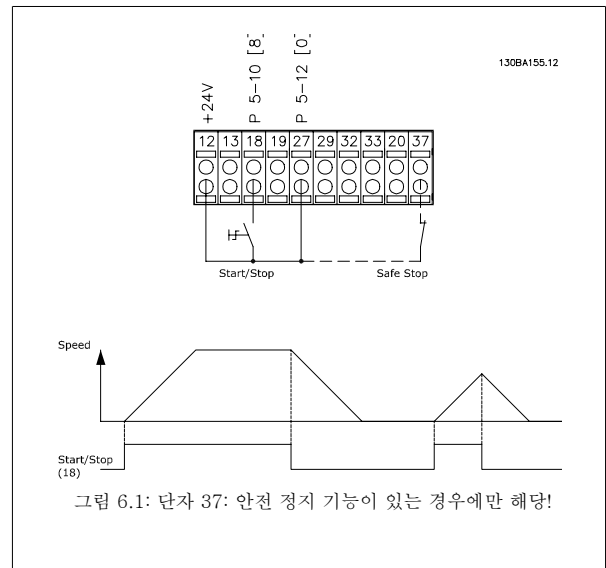 130BA155.12
+24V
P 5-10 [8]
P 5-12 [0]
12 13 18 19 27 29 32 33 20 37
Start/Stop Safe Stop
Speed
Start/Stop
(18)
그림 6.1: 단자 37: 안전 정지 기능이 있는 경우에만 해당!